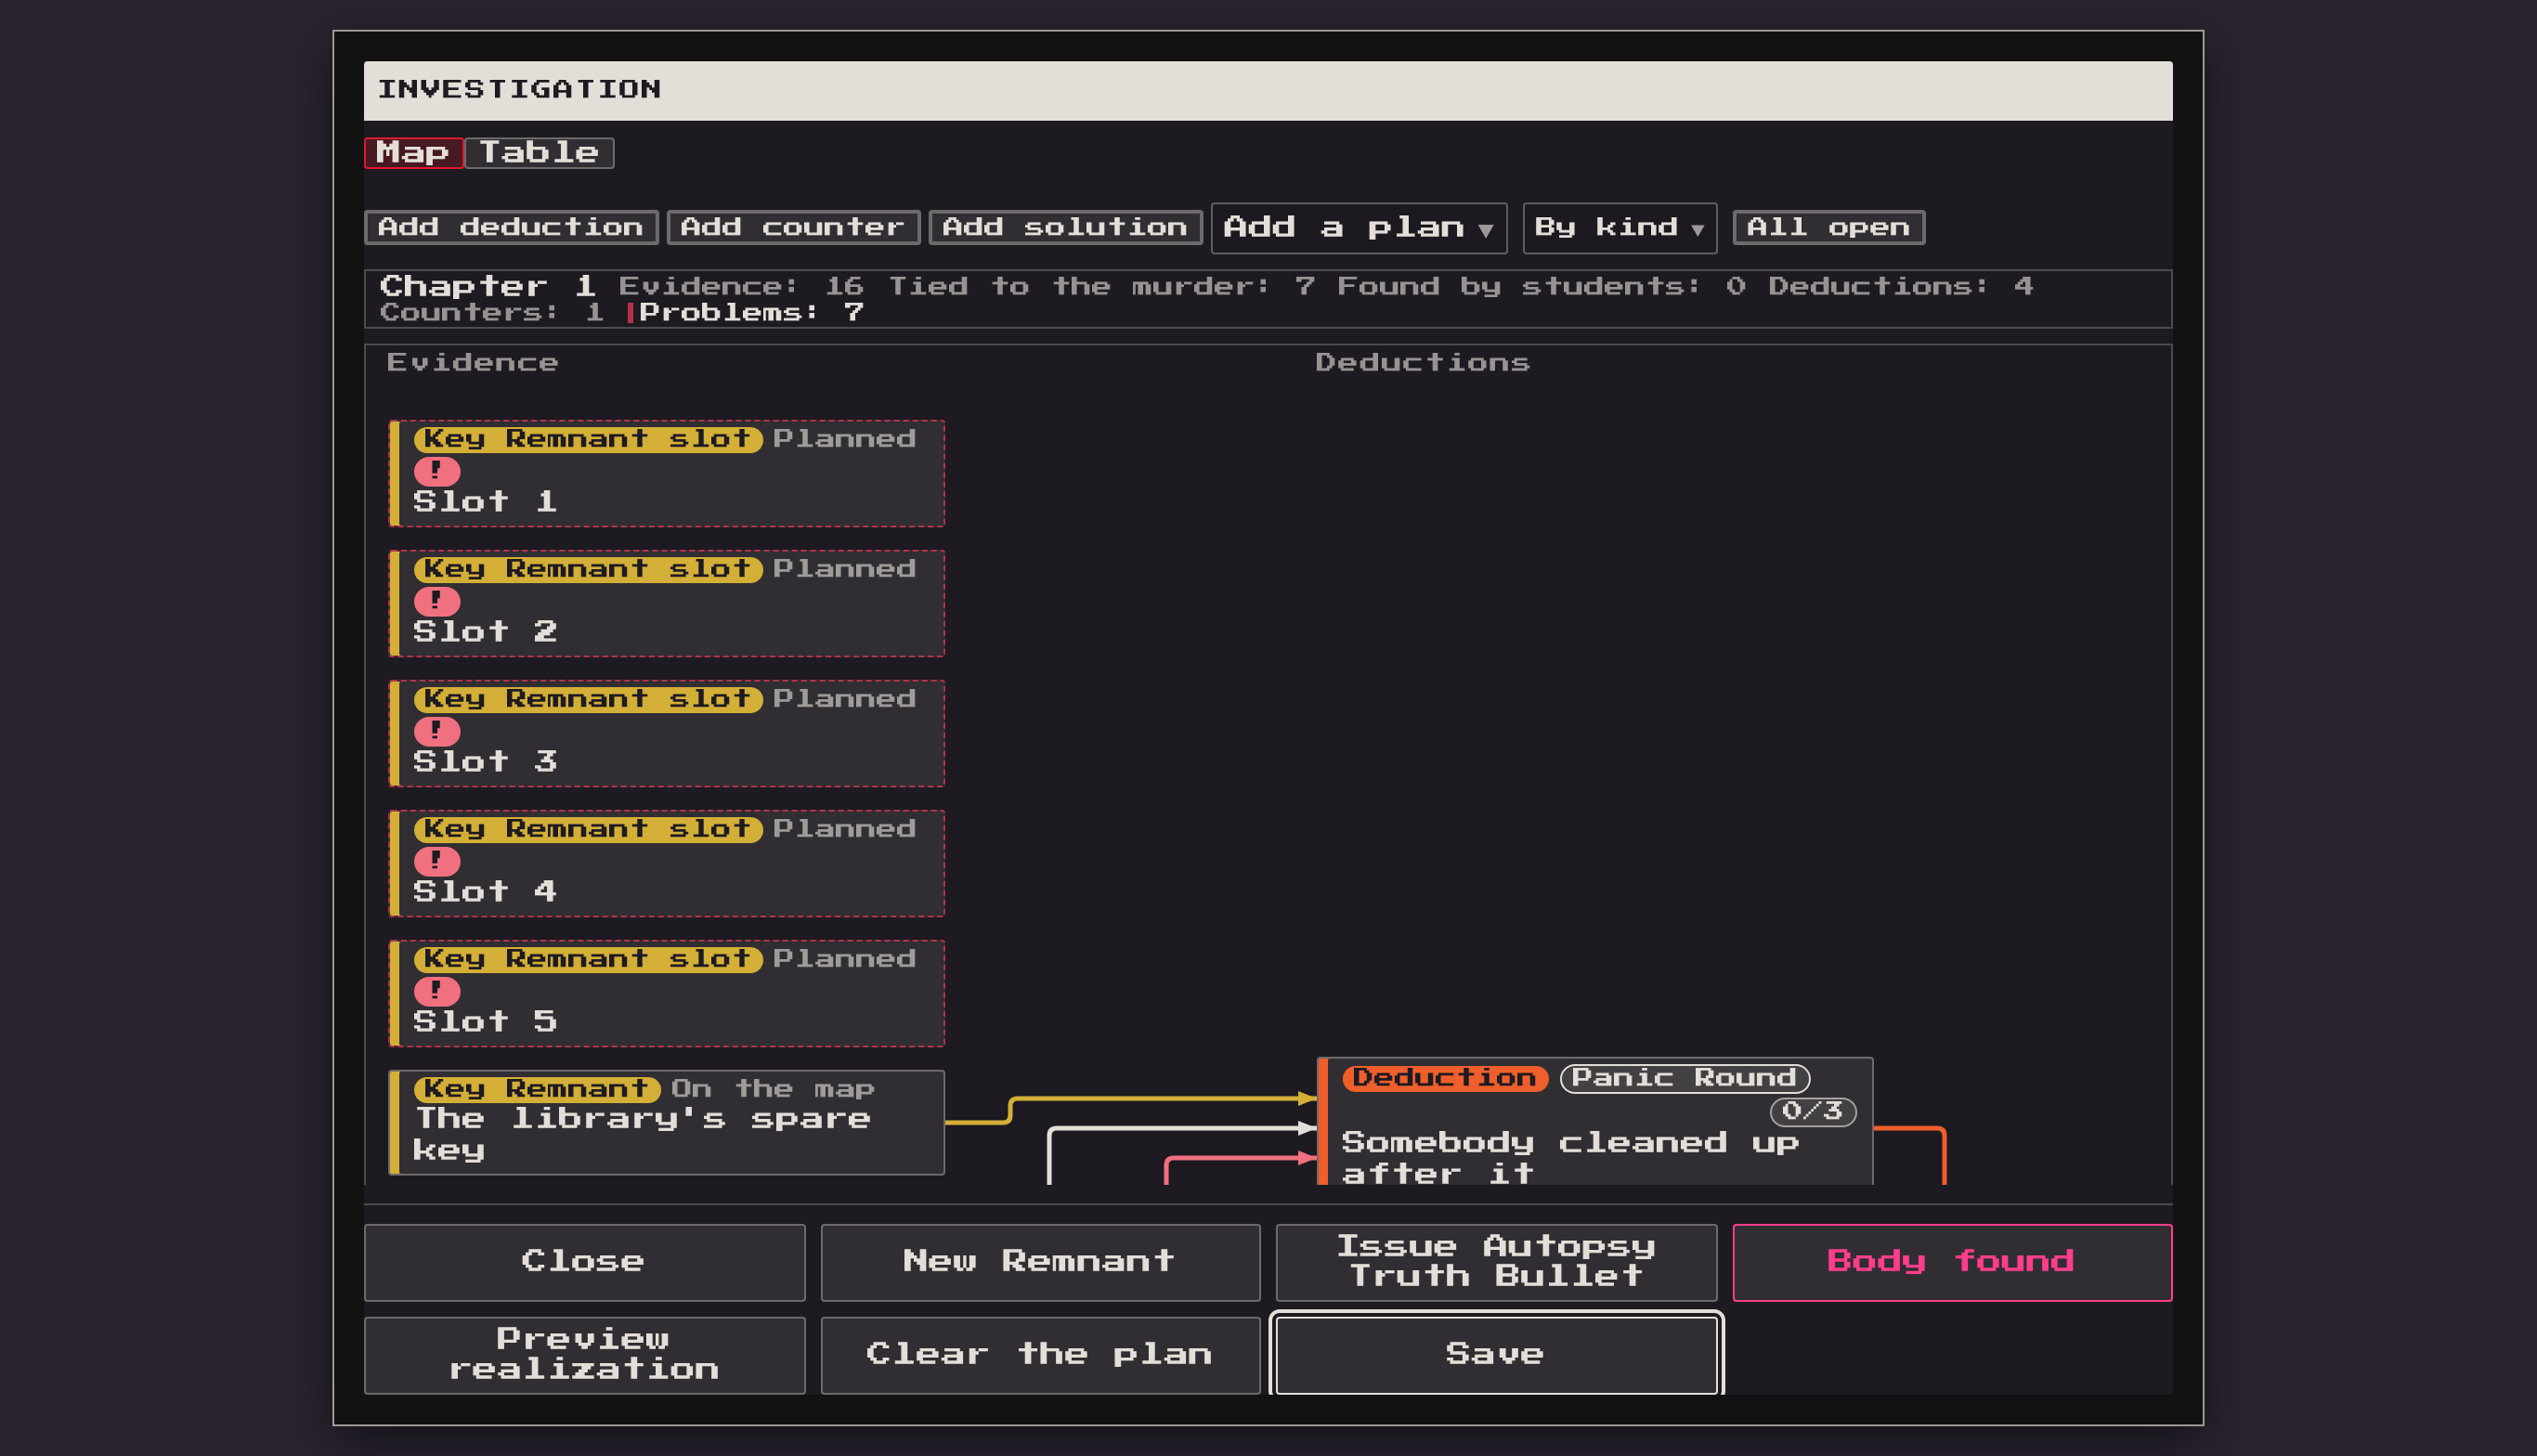 INVESTIGATION
Map Table
Add deduction Add counter Add solution Add a plan ▼ By kind ▼ All open
Chapter 1 Evidence: 16 Tied to the murder: 7 Found by students: 0 Deductions: 4
Counters: 1 Problems: 7
Evidence Deductions
Key Remnant slot Planned
!
Slot 1
Key Remnant slot Planned
!
Slot 2
Key Remnant slot Planned
!
Slot 3
Key Remnant slot Planned
!
Slot 4
Key Remnant slot Planned
!
Slot 5
Key Remnant On the map
The library's spare
key
Deduction Panic Round
0/3
Somebody cleaned up
after it
Close
New Remnant
Issue Autopsy
Truth Bullet
Body found
Preview
realization
Clear the plan
Save